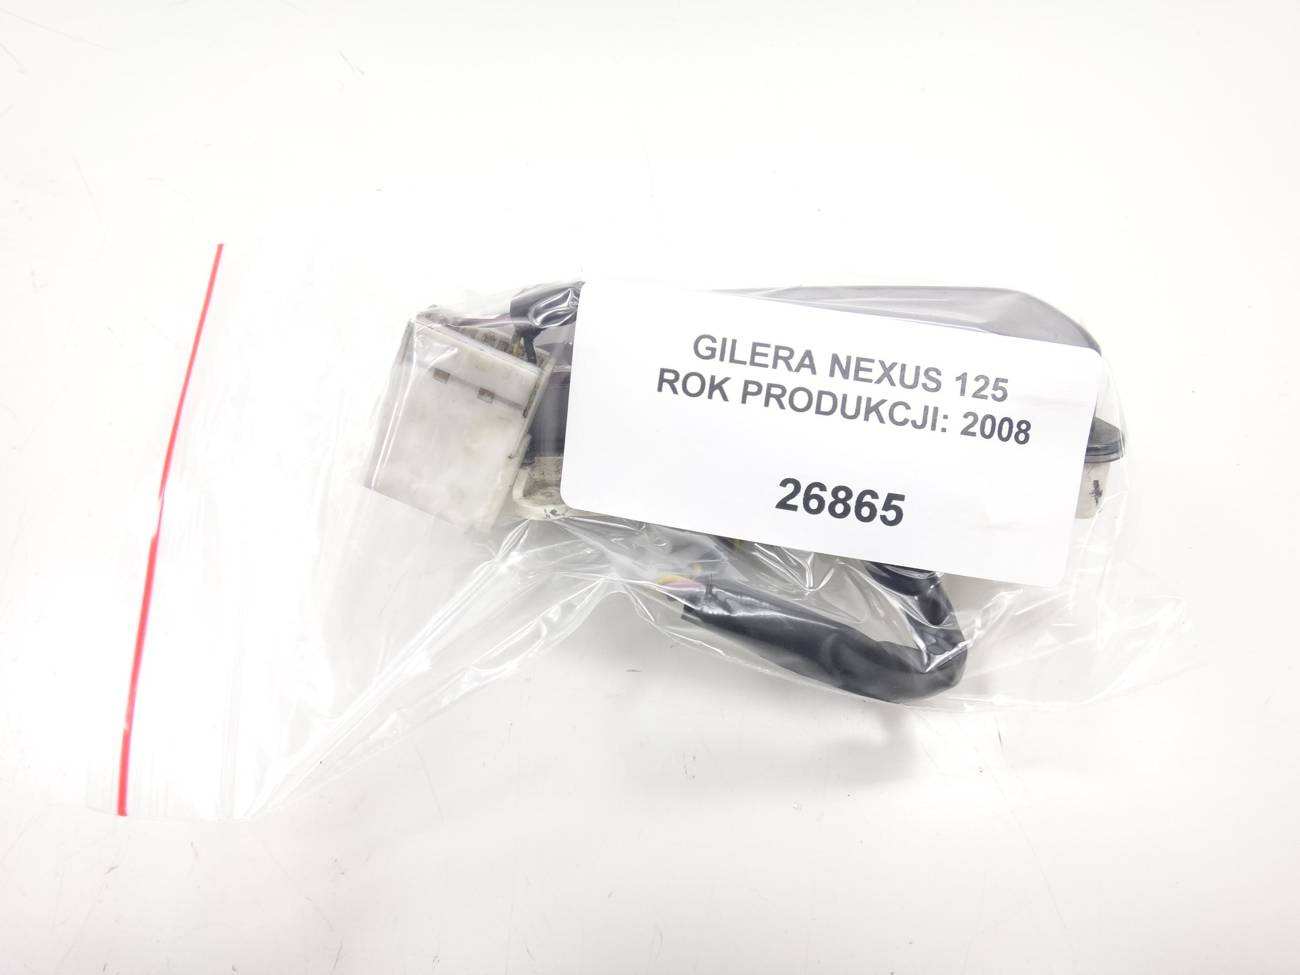 GILERA NEXUS 125
ROK PRODUKCJI: 2008
26865